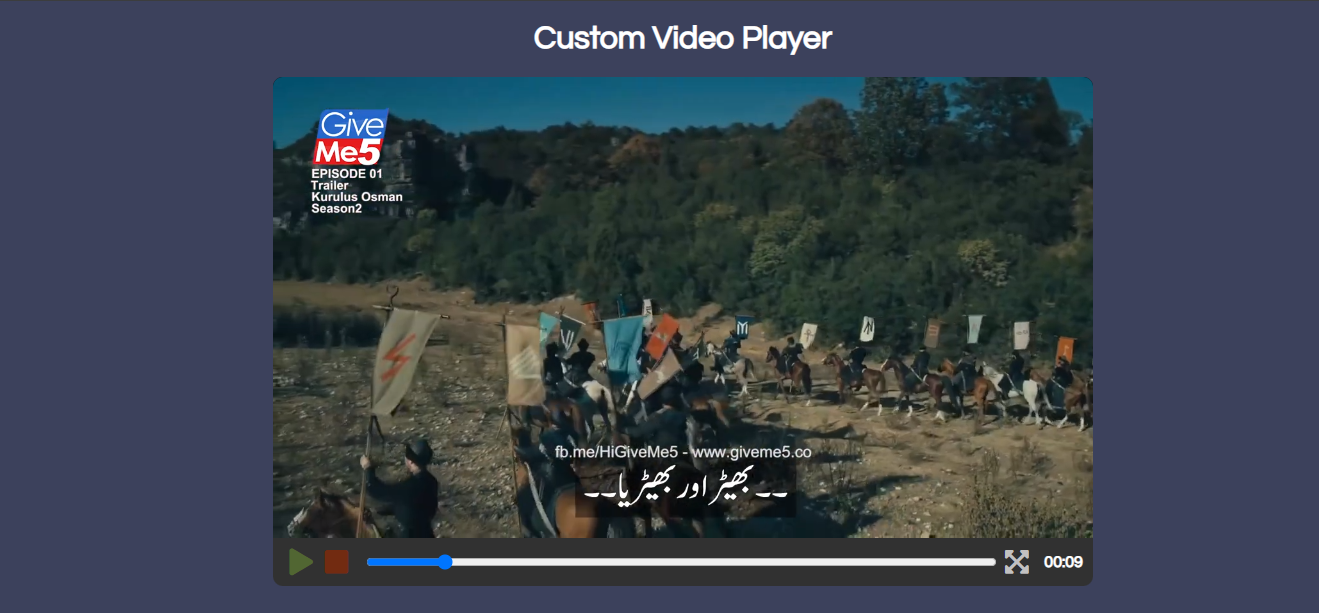 Custom Video Player
Give
Me5
EPISODE 01
Trailer
Kurulus Osman
Season2
fb.me/HiGiveMe5 - www.giveme5.co
۔۔ بھیڑ اور بھیڑیا۔۔
00:09